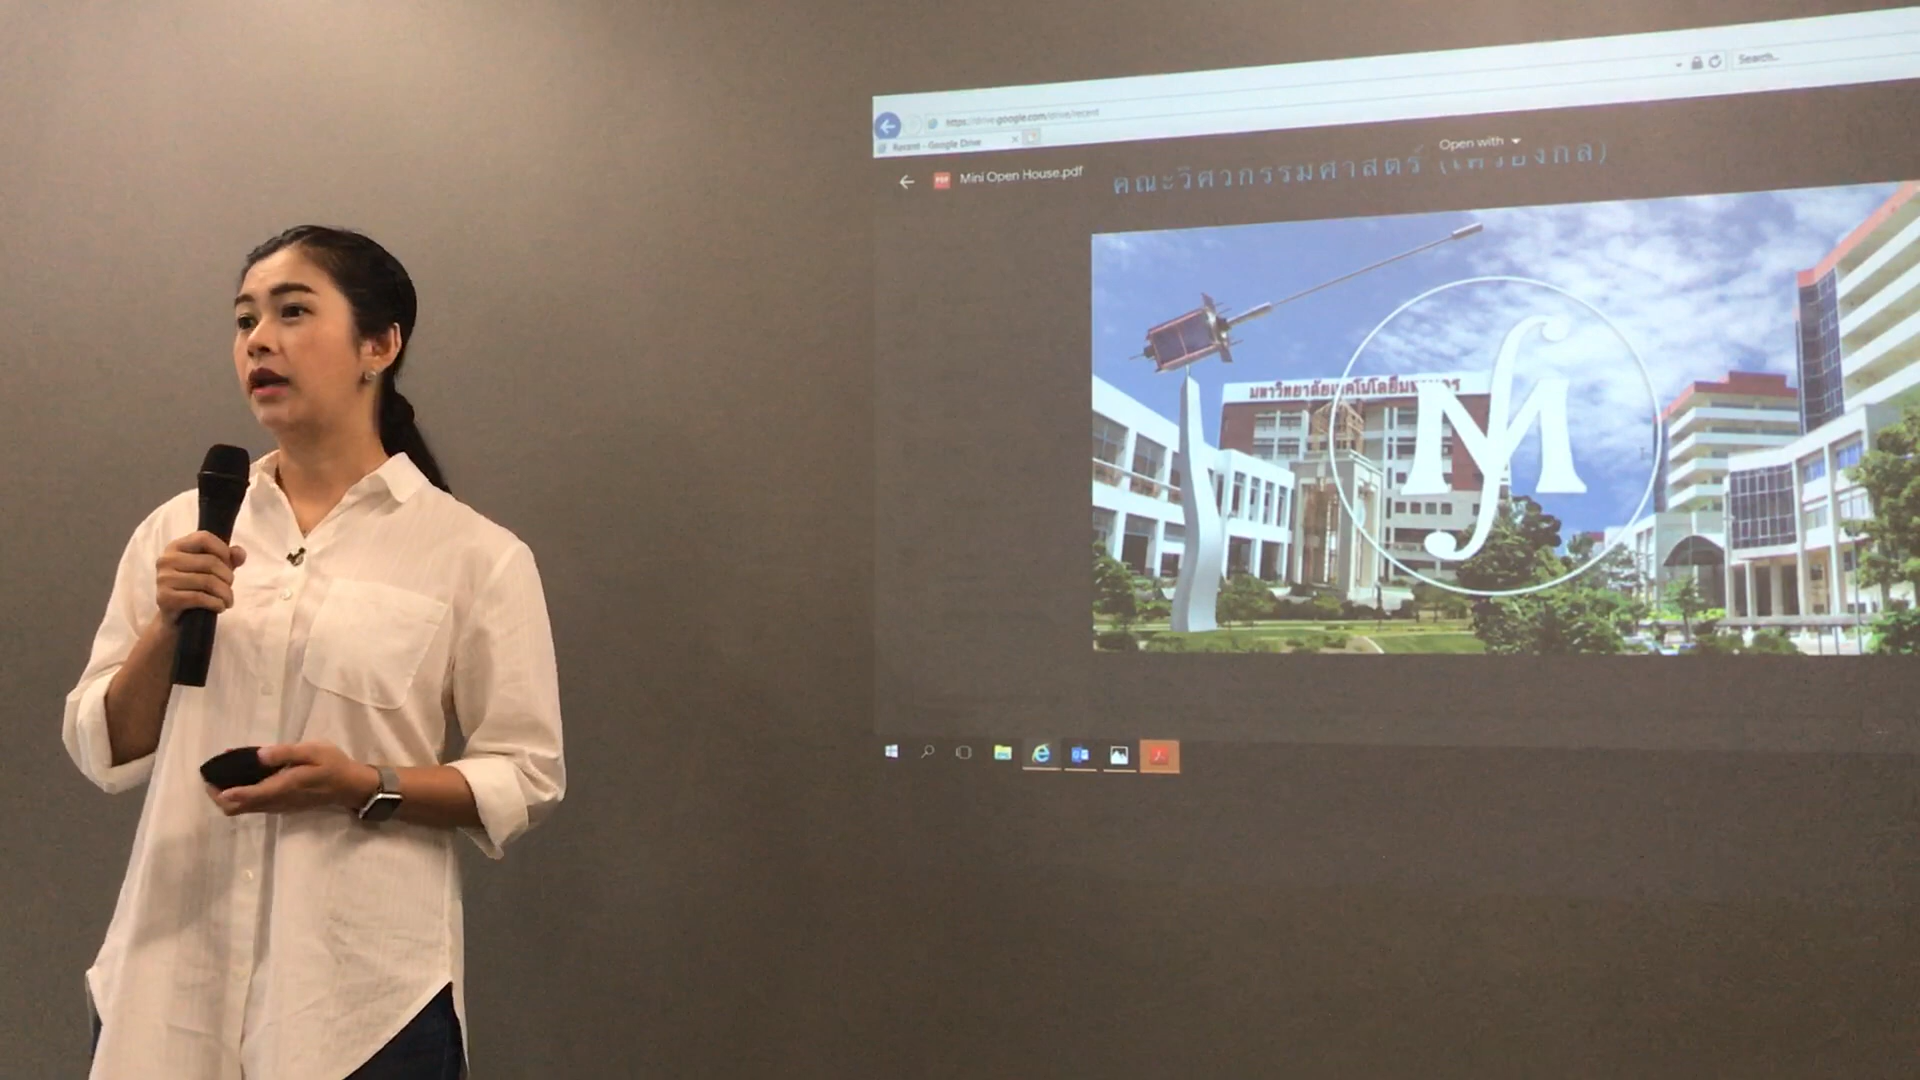 Search...
https://drive.google.com/drive/recent
Recent - Google Drive
Open with
Mini Open House.pdf
คณะวิศวกรรมศาสตร์ (เครื่องกล)
มหาวิทยาลัยเทคโนโลยีมหานคร
PDF
M